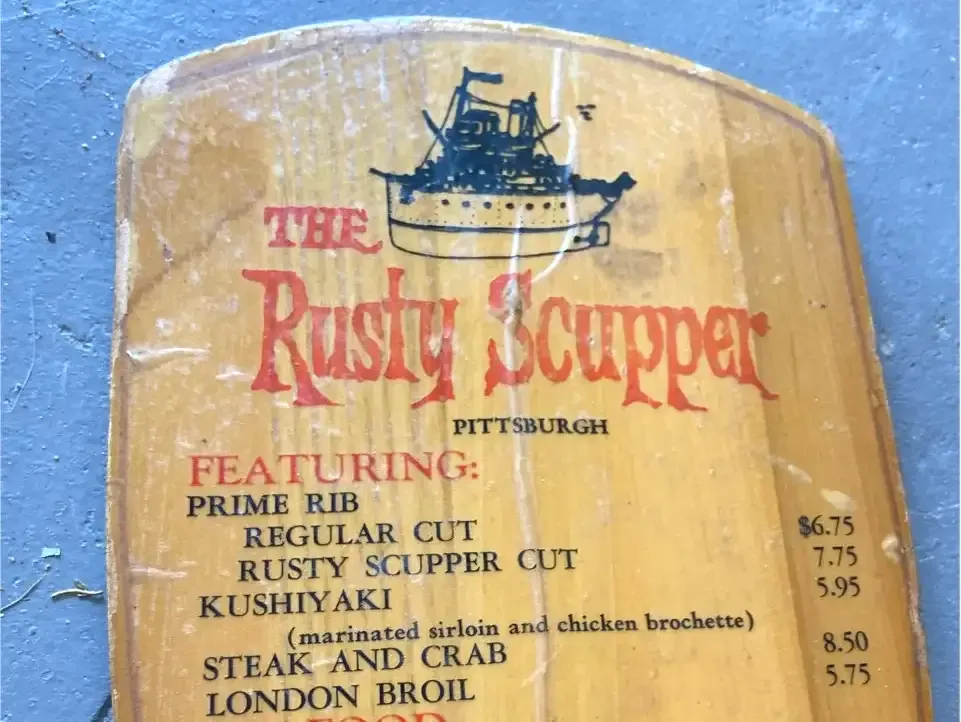 THE
Rusty Scupper
PITTSBURGH
FEATURING:
PRIME RIB
REGULAR CUT $6.75
RUSTY SCUPPER CUT 7.75
KUSHIYAKI 5.95
(marinated sirloin and chicken brochette)
STEAK AND CRAB 8.50
LONDON BROIL 5.75
FOOD